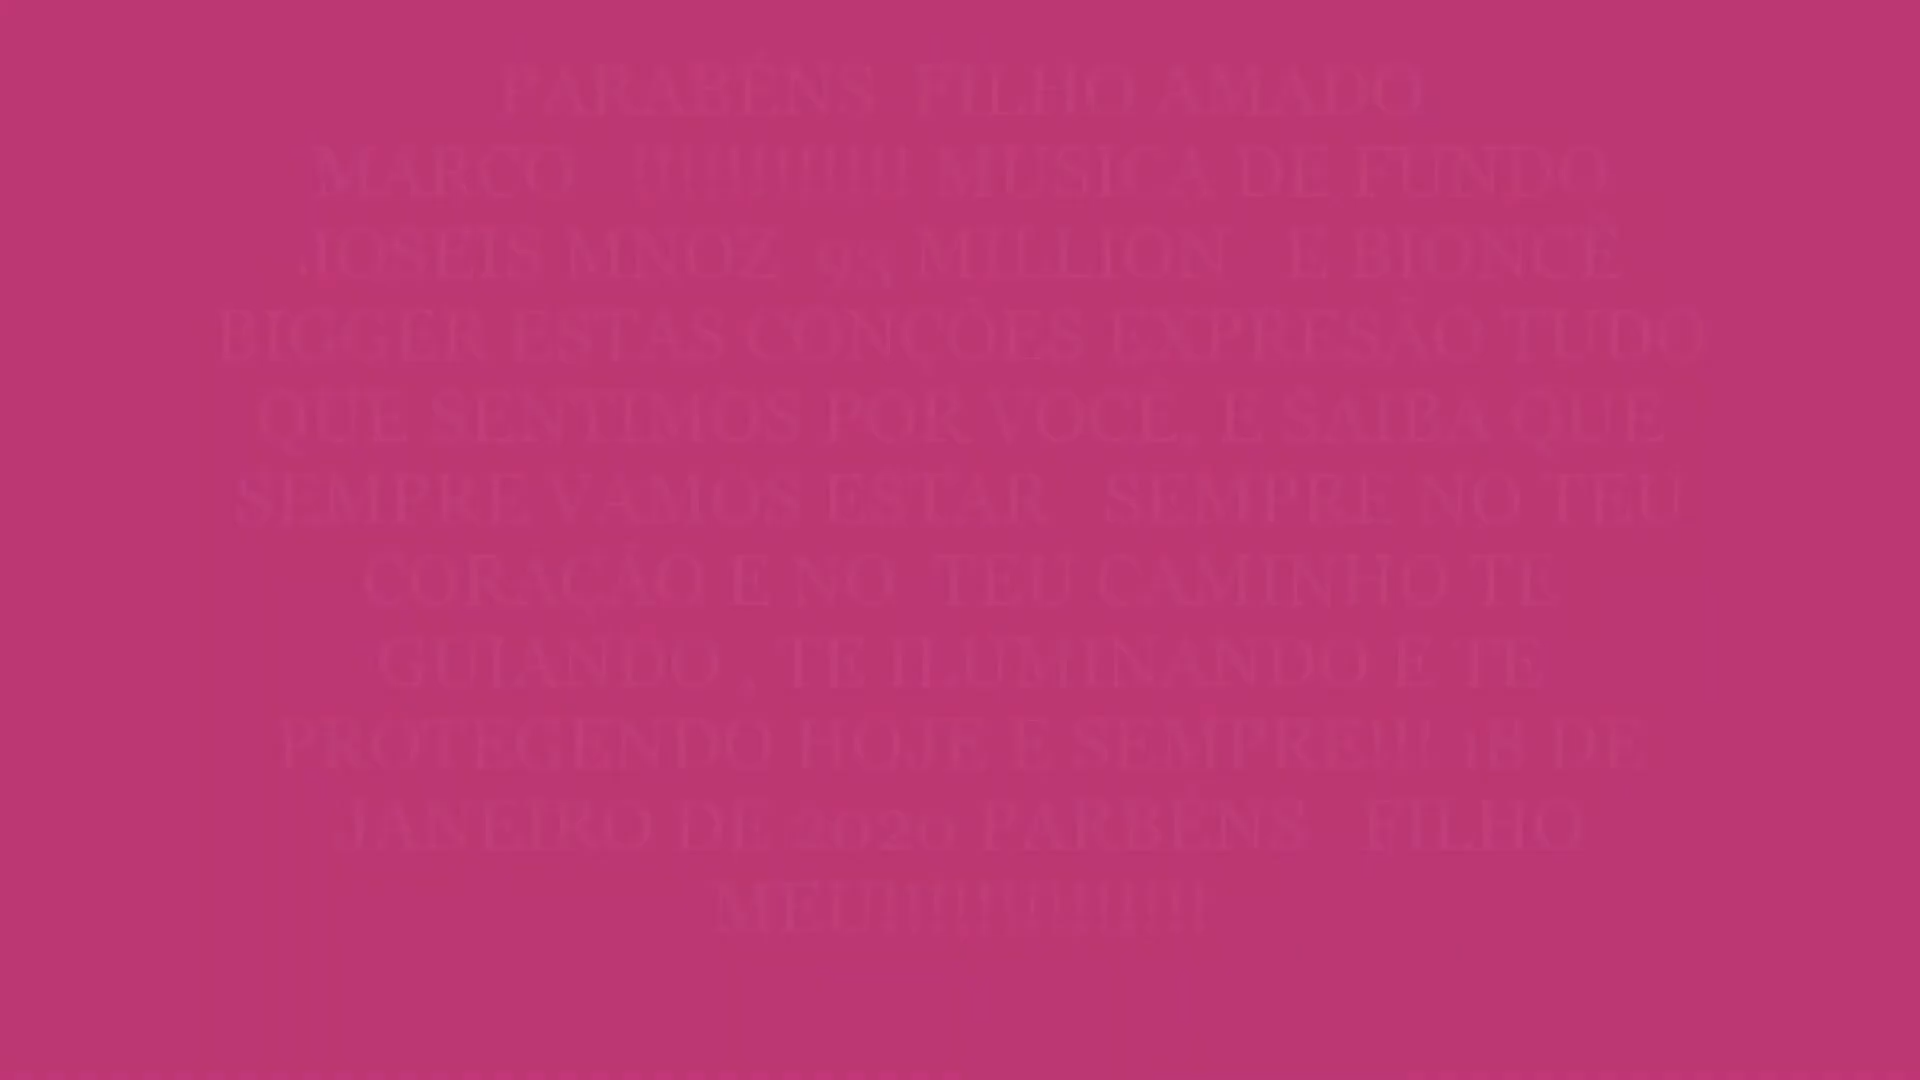 PARABÉNS FILHO AMADO
MARCO !!!!!!!!!!!! MUSICA DE FUNDO
JOSEIS MNOZ 95 MILLION E BIONCÊ
BIGGER ESTAS CONÇÕES EXPRESÃO TUDO
QUE SENTIMOS POR VOCÊ, E SAIBA QUE
SEMPRE VAMOS ESTAR SEMPRE NO TEU
CORAÇÃO E NO TEU CAMINHO TE
GUIANDO , TE ILUMINANDO E TE
PROTEGENDO HOJE E SEMPRE!!! 18 DE
JANEIRO DE 2020 PARBÉNS FILHO
MEU!!!!!!!!!!!!!!!